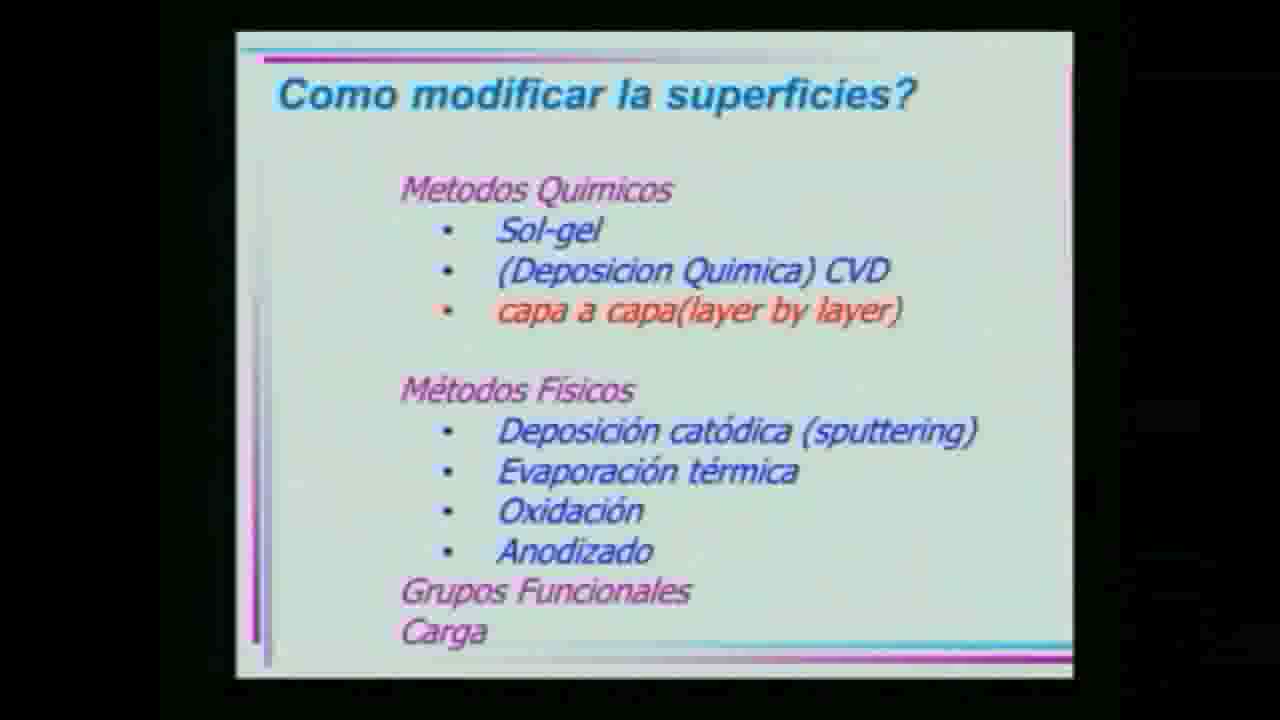 Como modificar la superficies?
Metodos Quimicos
• Sol-gel
• (Deposicion Quimica) CVD
• capa a capa(layer by layer)
Métodos Físicos
• Deposición catódica (sputtering)
• Evaporación térmica
• Oxidación
• Anodizado
Grupos Funcionales
Carga